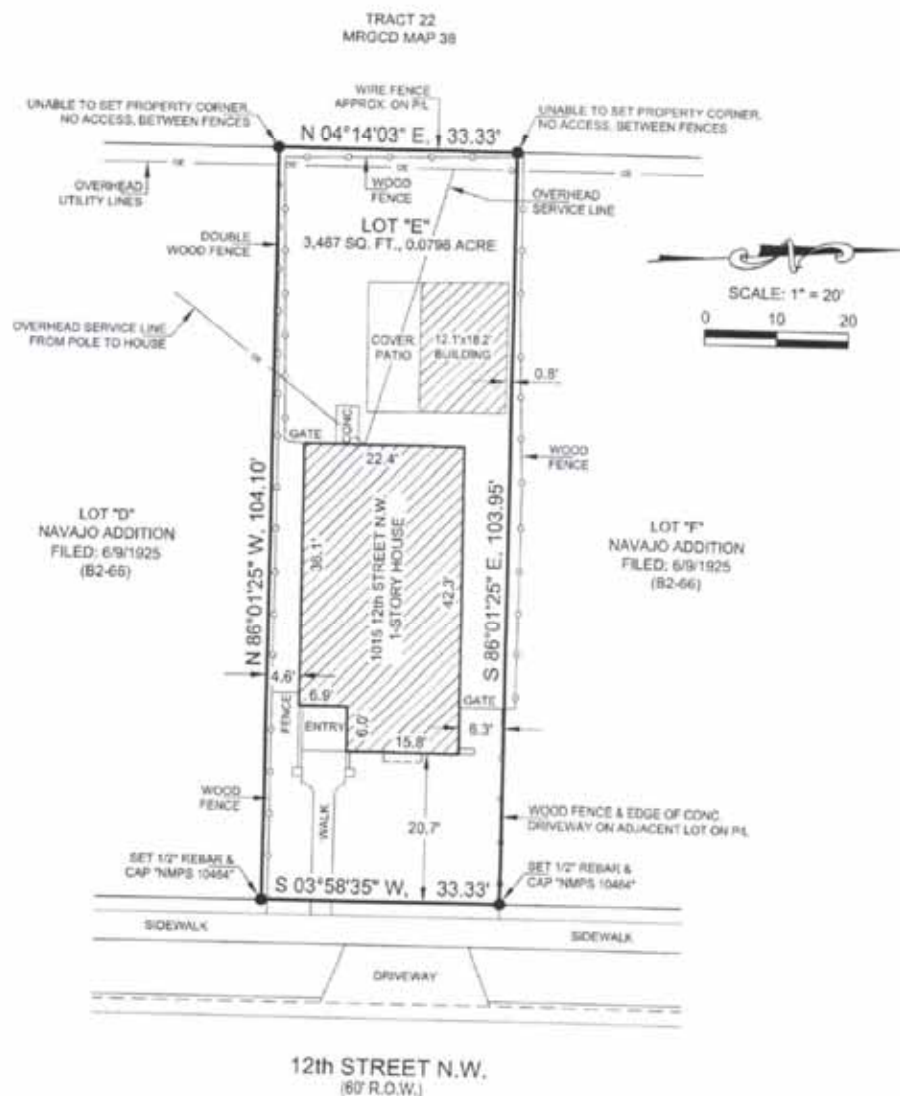 TRACT 22
MRGCD MAP 38
WIRE FENCE
APPROX. ON P/L
UNABLE TO SET PROPERTY CORNER,
NO ACCESS, BETWEEN FENCES
UNABLE TO SET PROPERTY CORNER,
NO ACCESS, BETWEEN FENCES
N 04°14'03" E, 33.33'
OE
OE
OE
OE
OVERHEAD
UTILITY LINES
WOOD
FENCE
OVERHEAD
SERVICE LINE
LOT "E"
3,467 SQ. FT., 0.0796 ACRE
DOUBLE
WOOD FENCE
N
SCALE: 1" = 20'
0 10 20
OVERHEAD SERVICE LINE
FROM POLE TO HOUSE
OE
COVER.
PATIO
12.1'x18.2'
BUILDING
0.8'
GATE
CONC.
22.4'
WOOD
FENCE
N 86°01'25" W, 104.10'
36.1'
1015 12th STREET N.W.
1-STORY HOUSE
42.3'
S 86°01'25" E, 103.95'
LOT "D"
NAVAJO ADDITION
FILED: 6/9/1925
(B2-66)
LOT "F"
NAVAJO ADDITION
FILED: 6/9/1925
(B2-66)
4.6'
6.9'
GATE
FENCE
ENTRY
6.0'
15.8'
6.3'
WOOD
FENCE
WALK
20.7'
WOOD FENCE & EDGE OF CONC.
DRIVEWAY ON ADJACENT LOT ON P/L
SET 1/2" REBAR &
CAP "NMPS 10464"
SET 1/2" REBAR &
CAP "NMPS 10464"
S 03°58'35" W, 33.33'
SIDEWALK
SIDEWALK
DRIVEWAY
12th STREET N.W.
(60' R.O.W.)